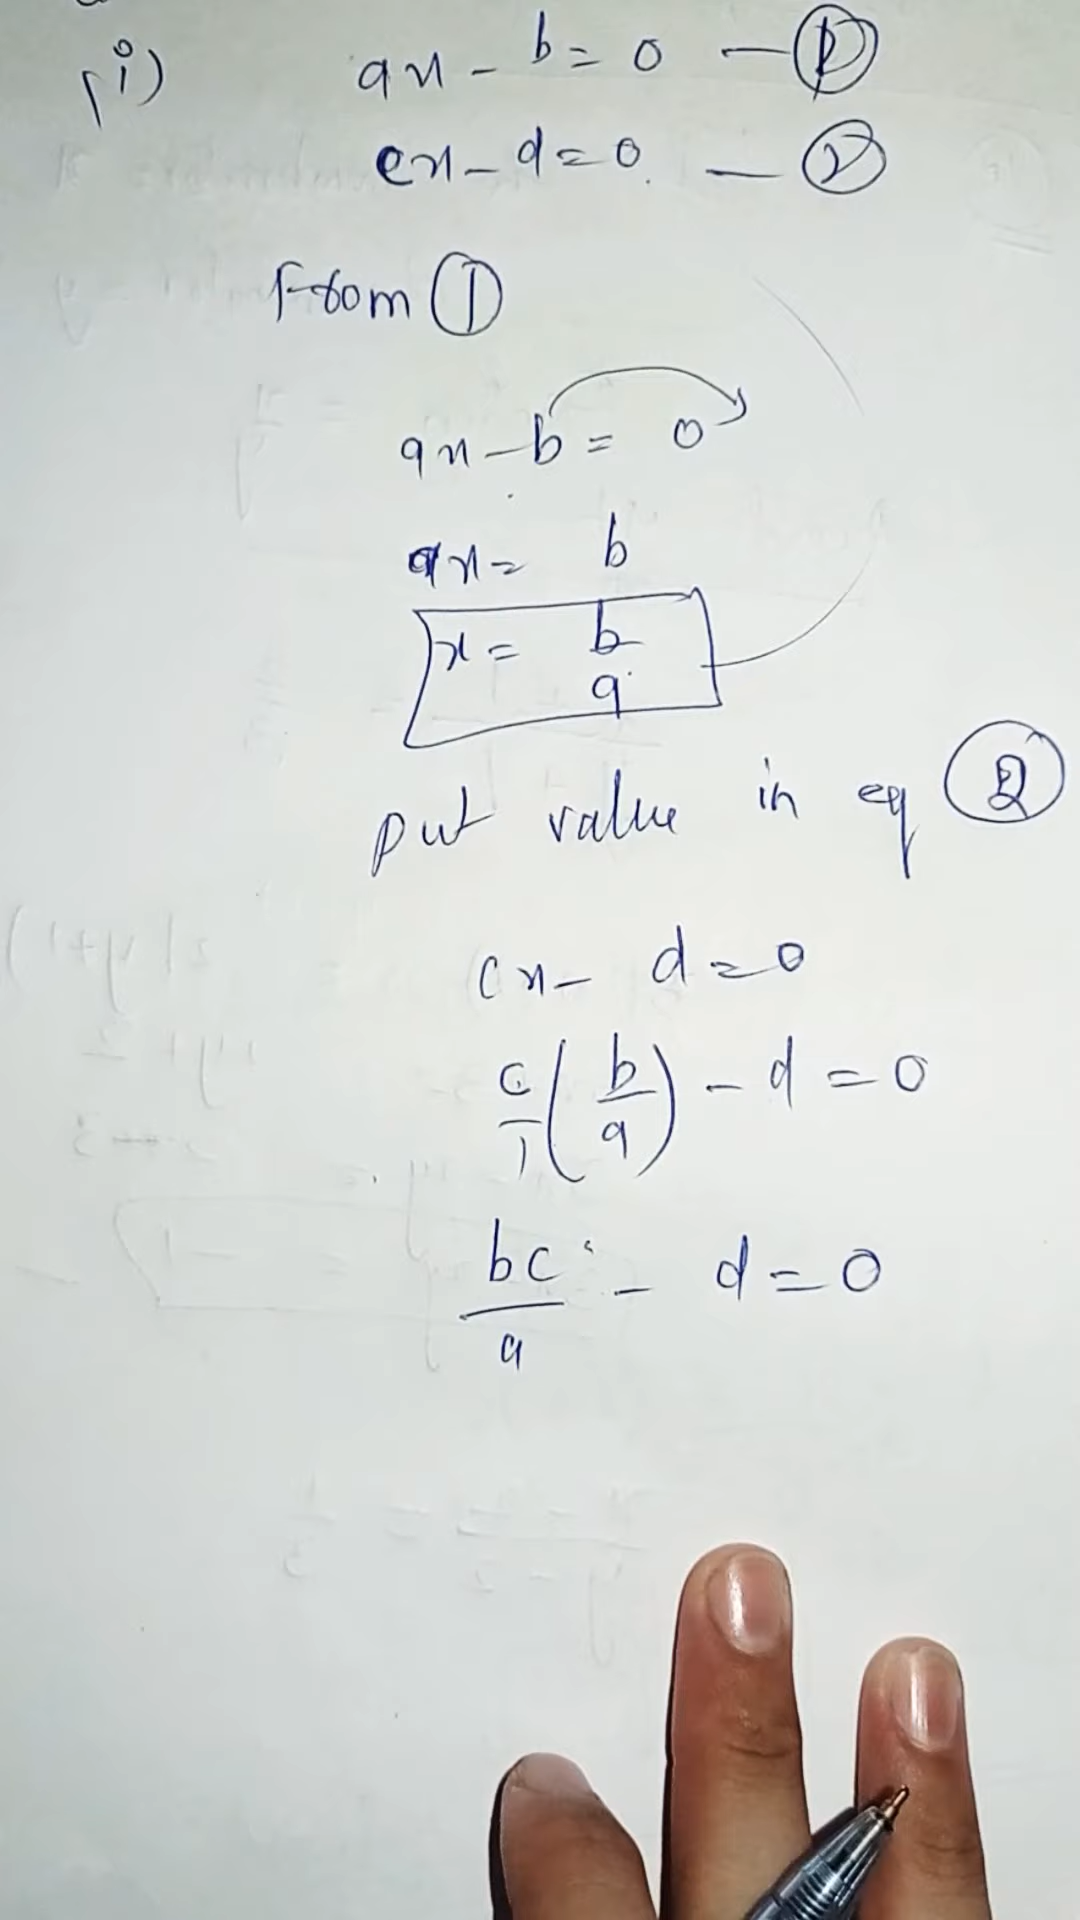 (i) ax - b = 0 — ①
cx - d = 0. — ②
From ①
ax - b = 0
ax = b
x = b/a
put value in eq ②
cx - d = 0
c/1 (b/a) - d = 0
bc/a - d = 0